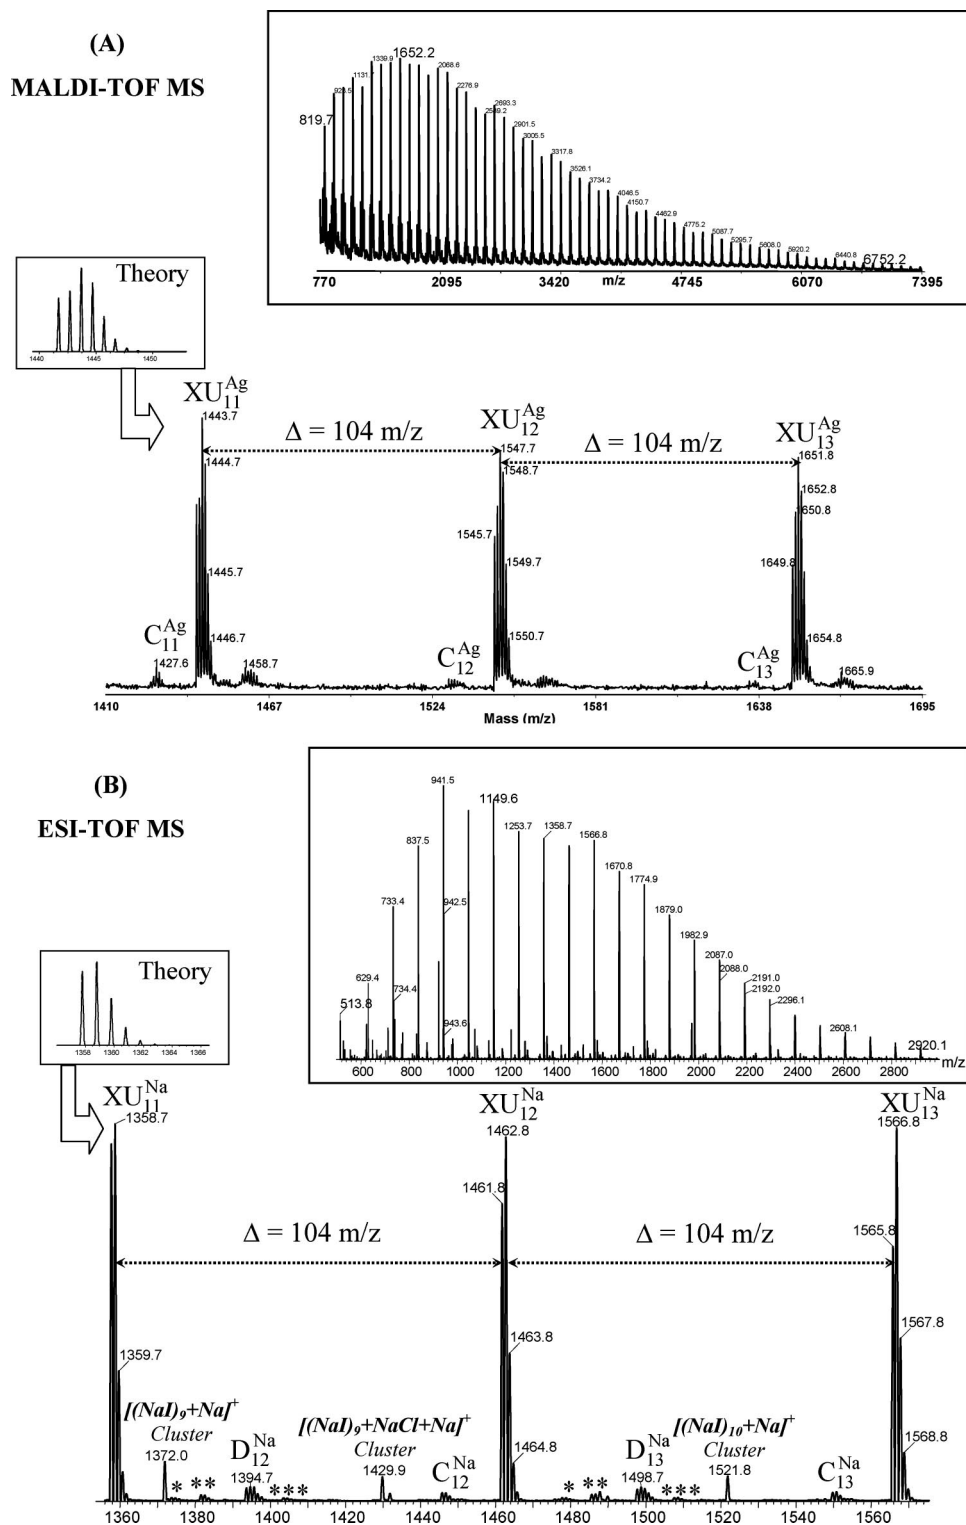 (A)
MALDI-TOF MS
1652.2
1339.9
2068.6
1131.7
923.5
2276.9
819.7
2693.3
2589.2
2901.5
3005.5
3317.8
3526.1
3734.2
4046.5
4150.7
4462.9
4775.2
5087.7
5295.7
5608.0
5920.2
6440.8
6752.2
770 2095 3420 m/z 4745 6070 7395
Theory
1440 1445 1450
XU11Ag
1443.7
1444.7
1445.7
1446.7
1458.7
C11Ag
1427.6
Δ = 104 m/z
XU12Ag
1547.7
1548.7
1545.7
1549.7
1550.7
C12Ag
Δ = 104 m/z
XU13Ag
1651.8
1652.8
1650.8
1649.8
1654.8
1665.9
C13Ag
1410 1467 1524 1581 1638 1695
Mass (m/z)
(B)
ESI-TOF MS
941.5
1149.6
837.5
1253.7
1358.7
1566.8
1670.8
1774.9
733.4
942.5
1879.0
1982.9
629.4
734.4
2087.0
2088.0
2191.0
2192.0
2296.1
513.8
943.6
2608.1
2920.1
600 800 1000 1200 1400 1600 1800 2000 2200 2400 2600 2800 m/z
Theory
1358 1360 1362 1364 1366
XU11Na
1358.7
1359.7
Δ = 104 m/z
XU12Na
1462.8
1461.8
1463.8
1464.8
Δ = 104 m/z
XU13Na
1566.8
1565.8
1567.8
1568.8
[(NaI)9+Na]+
Cluster
1372.0
* ** ***
D12Na
1394.7
[(NaI)9+NaCl+Na]+
Cluster
1429.9
C12Na
* ** ***
D13Na
1498.7
[(NaI)10+Na]+
Cluster
1521.8
C13Na
1360 1380 1400 1420 1440 1460 1480 1500 1520 1540 1560